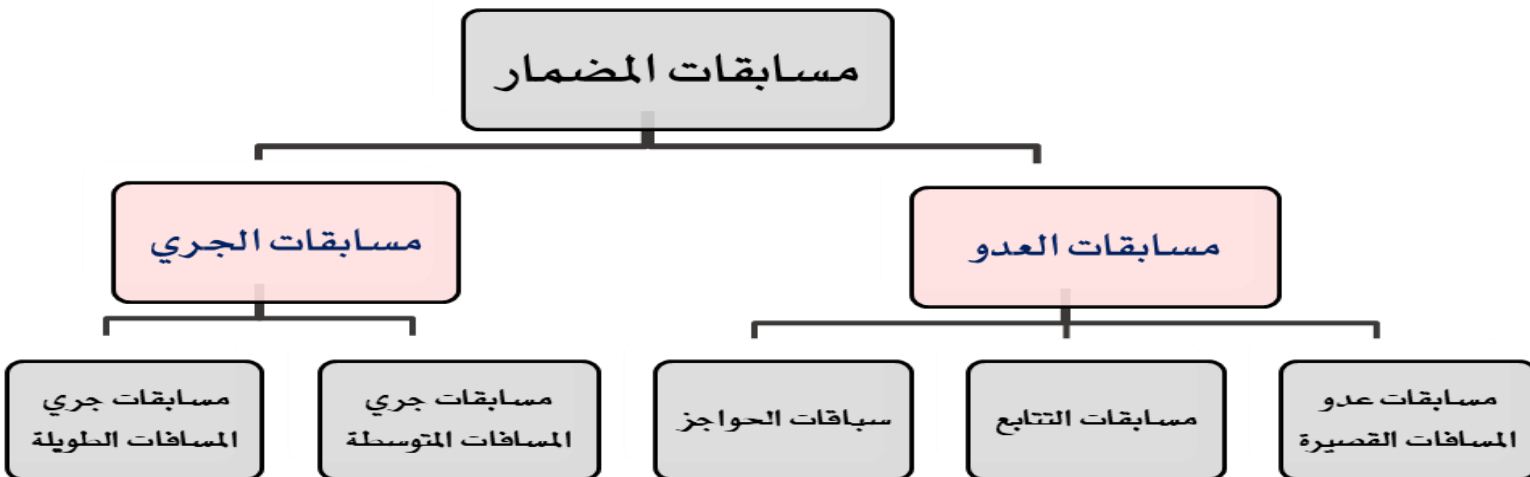 مسابقات المضمار
مسابقات العدو
مسابقات الجري
مسابقات عدو
المسافات القصيرة
مسابقات التتابع
سباقات الحواجز
مسابقات جري
المسافات المتوسطة
مسابقات جري
المسافات الطويلة